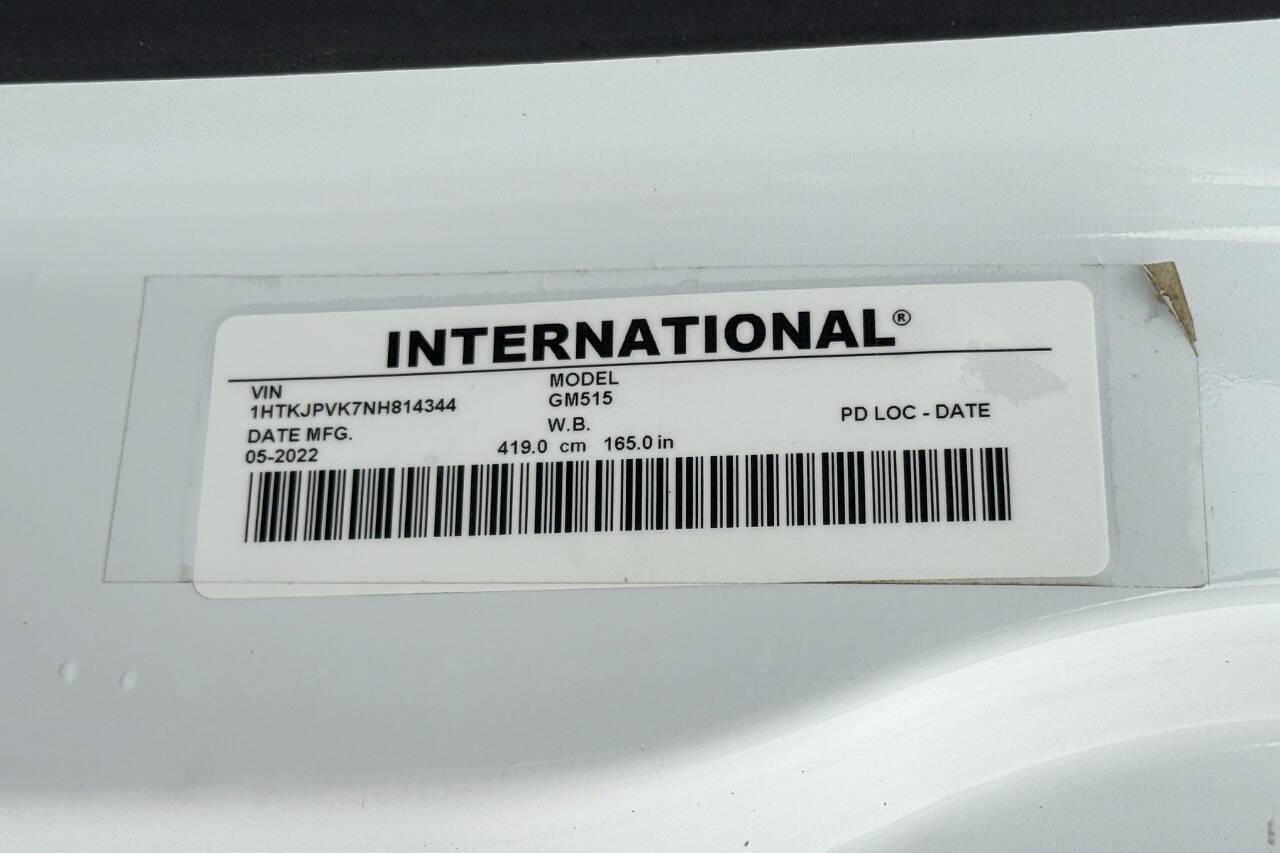 INTERNATIONAL®
VIN
1HTKJPVK7NH814344
DATE MFG.
05-2022
MODEL
GM515
W.B.
419.0 cm 165.0 in
PD LOC - DATE